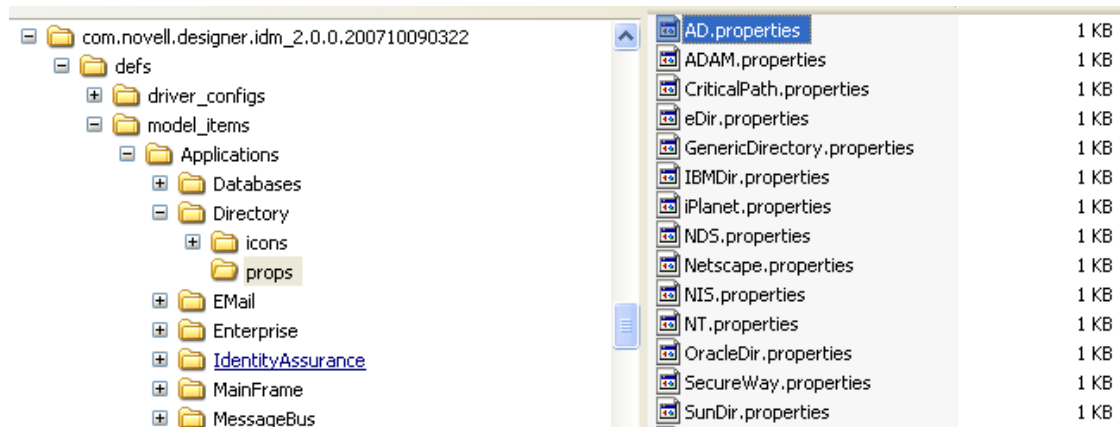 com.novell.designer.idm_2.0.0.200710090322
defs
driver_configs
model_items
Applications
Databases
Directory
icons
props
EMail
Enterprise
IdentityAssurance
MainFrame
MessageBus
AD.properties 1 KB
ADAM.properties 1 KB
CriticalPath.properties 1 KB
eDir.properties 1 KB
GenericDirectory.properties 1 KB
IBMDir.properties 1 KB
iPlanet.properties 1 KB
NDS.properties 1 KB
Netscape.properties 1 KB
NIS.properties 1 KB
NT.properties 1 KB
OracleDir.properties 1 KB
SecureWay.properties 1 KB
SunDir.properties 1 KB